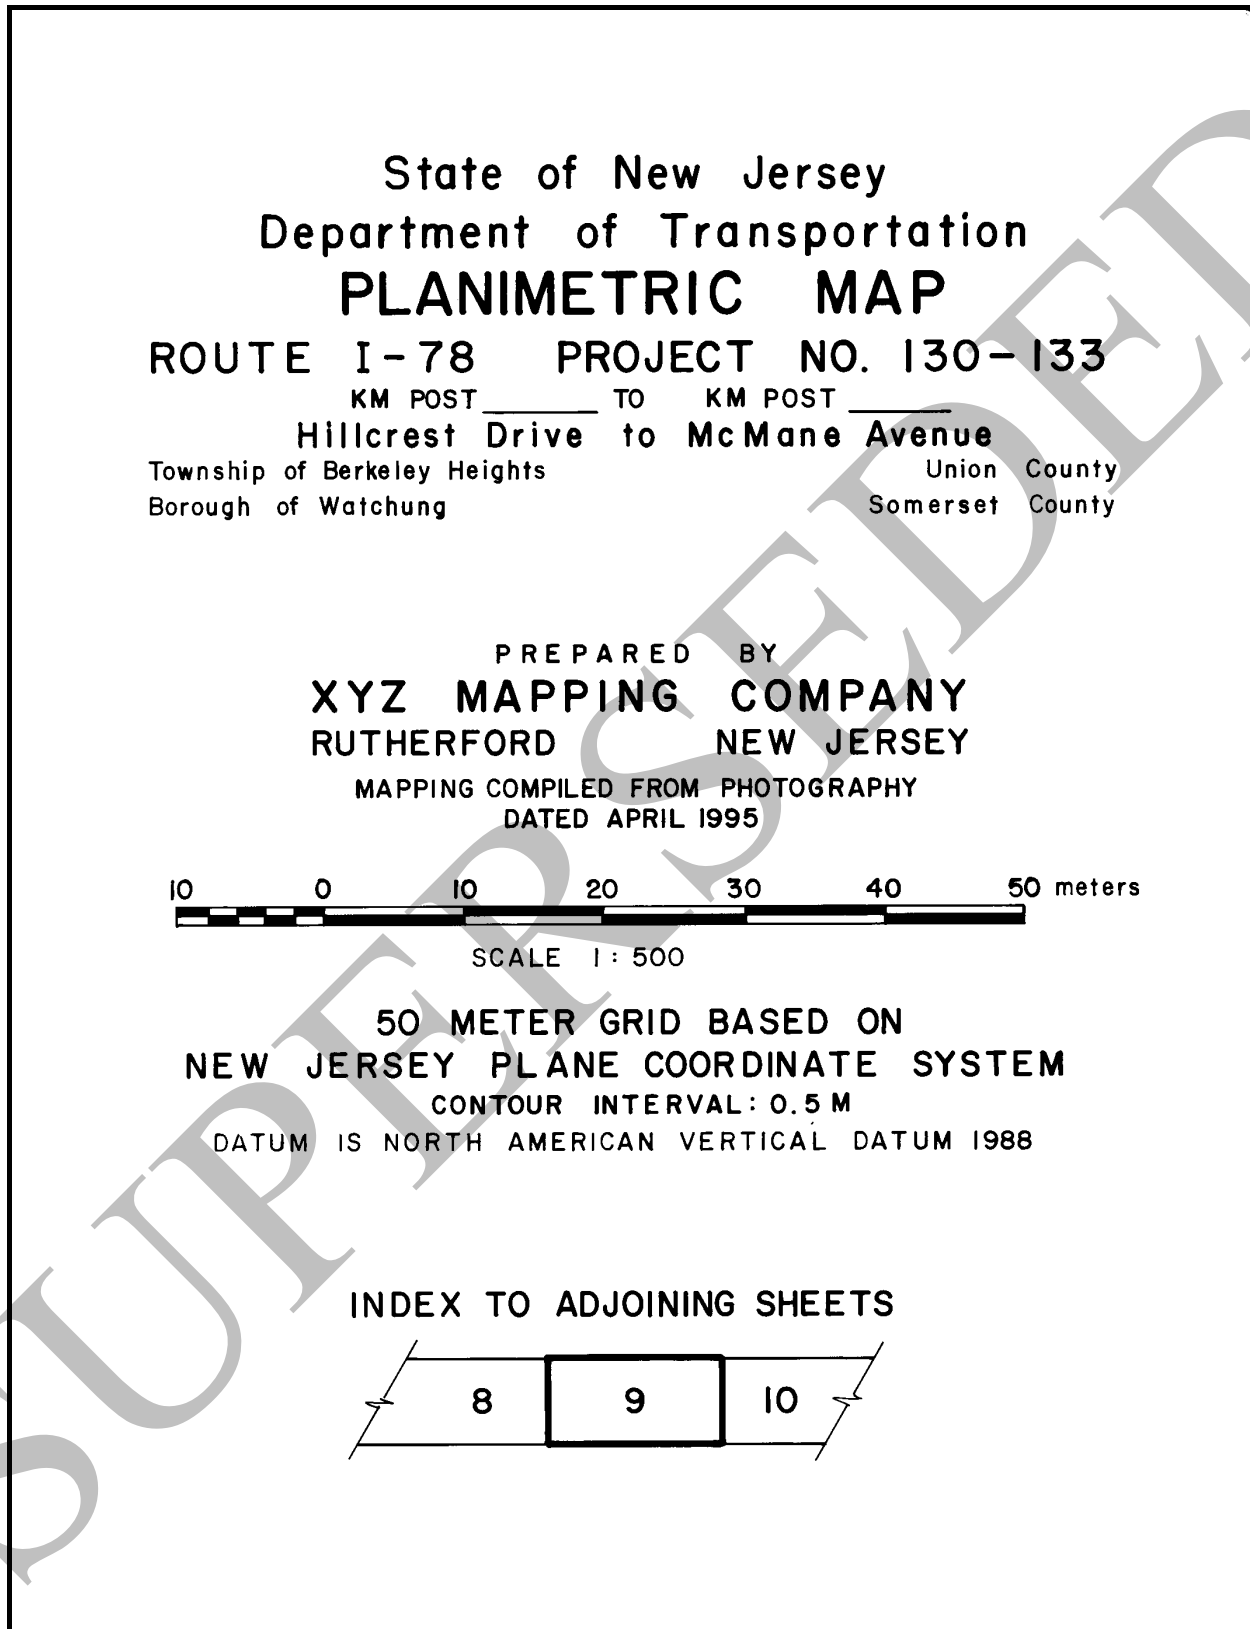 State of New Jersey
Department of Transportation
PLANIMETRIC MAP
ROUTE I-78 PROJECT NO. 130-133
KM POST ______ TO KM POST ______
Hillcrest Drive to McMane Avenue
Township of Berkeley Heights Union County
Borough of Watchung Somerset County
PREPARED BY
XYZ MAPPING COMPANY
RUTHERFORD NEW JERSEY
MAPPING COMPILED FROM PHOTOGRAPHY
DATED APRIL 1995
10 0 10 20 30 40 50 meters
SCALE 1:500
50 METER GRID BASED ON
NEW JERSEY PLANE COORDINATE SYSTEM
CONTOUR INTERVAL: 0.5 M
DATUM IS NORTH AMERICAN VERTICAL DATUM 1988
INDEX TO ADJOINING SHEETS
8 9 10
SUPERSEDED